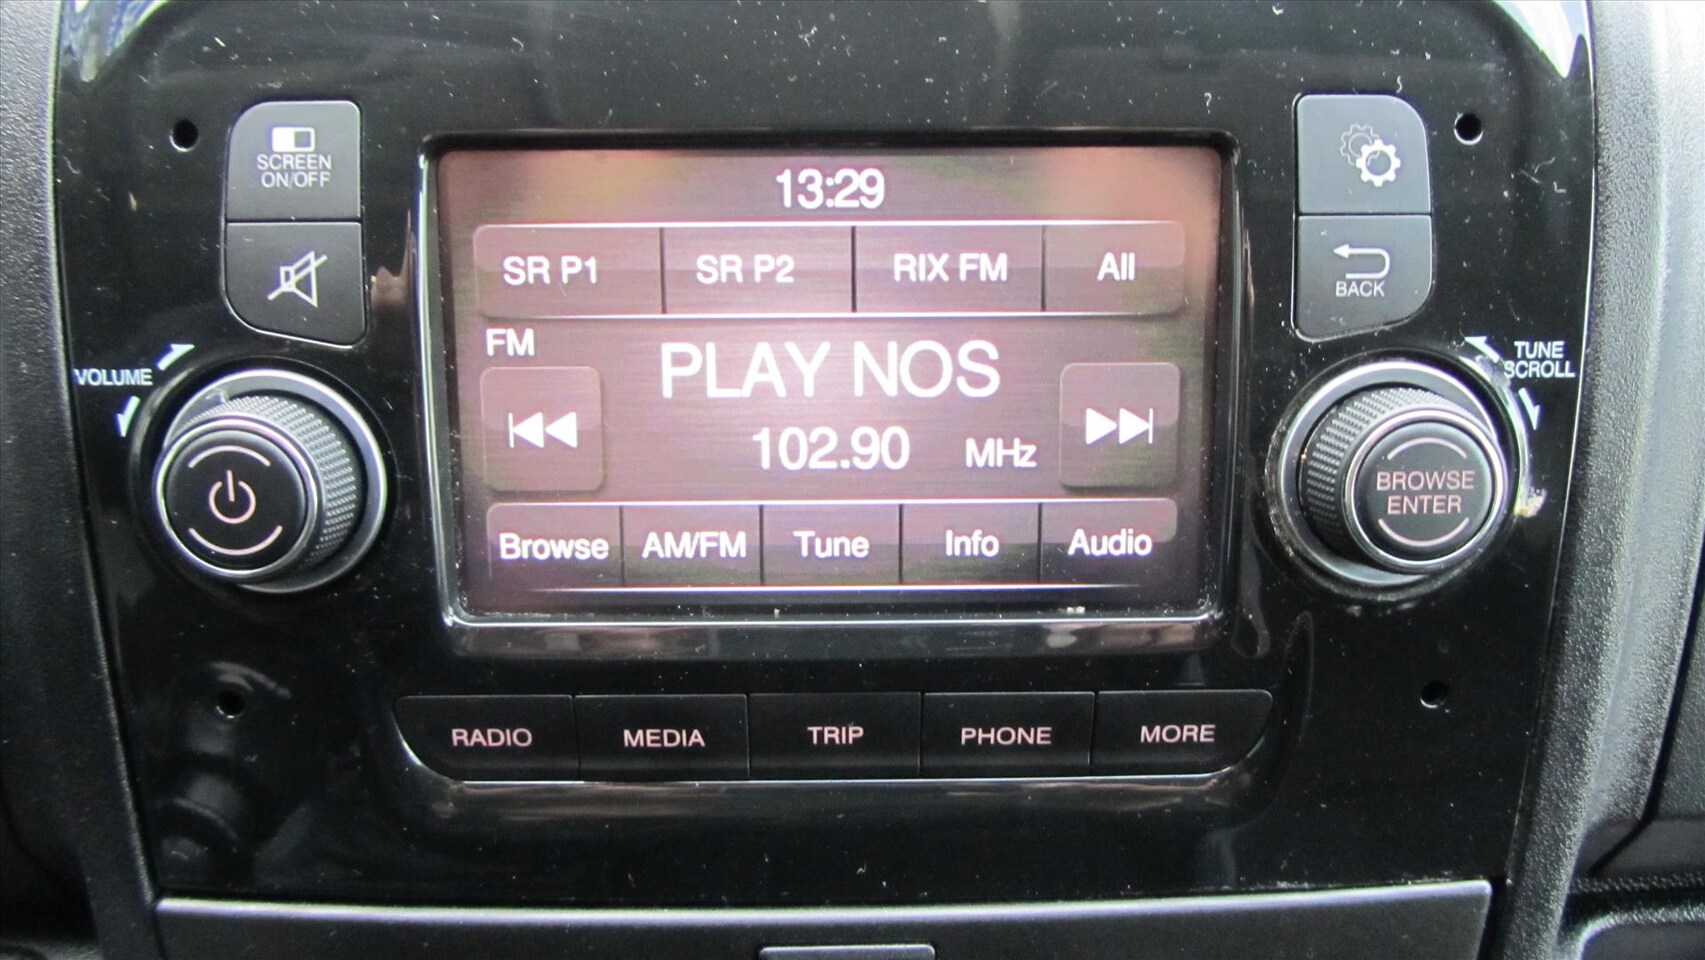 SCREEN
ON/OFF
13:29
SR P1 SR P2 RIX FM All
BACK
FM
PLAY NOS
VOLUME
TUNE
SCROLL
102.90 MHz
BROWSE
ENTER
Browse AM/FM Tune Info Audio
RADIO MEDIA TRIP PHONE MORE